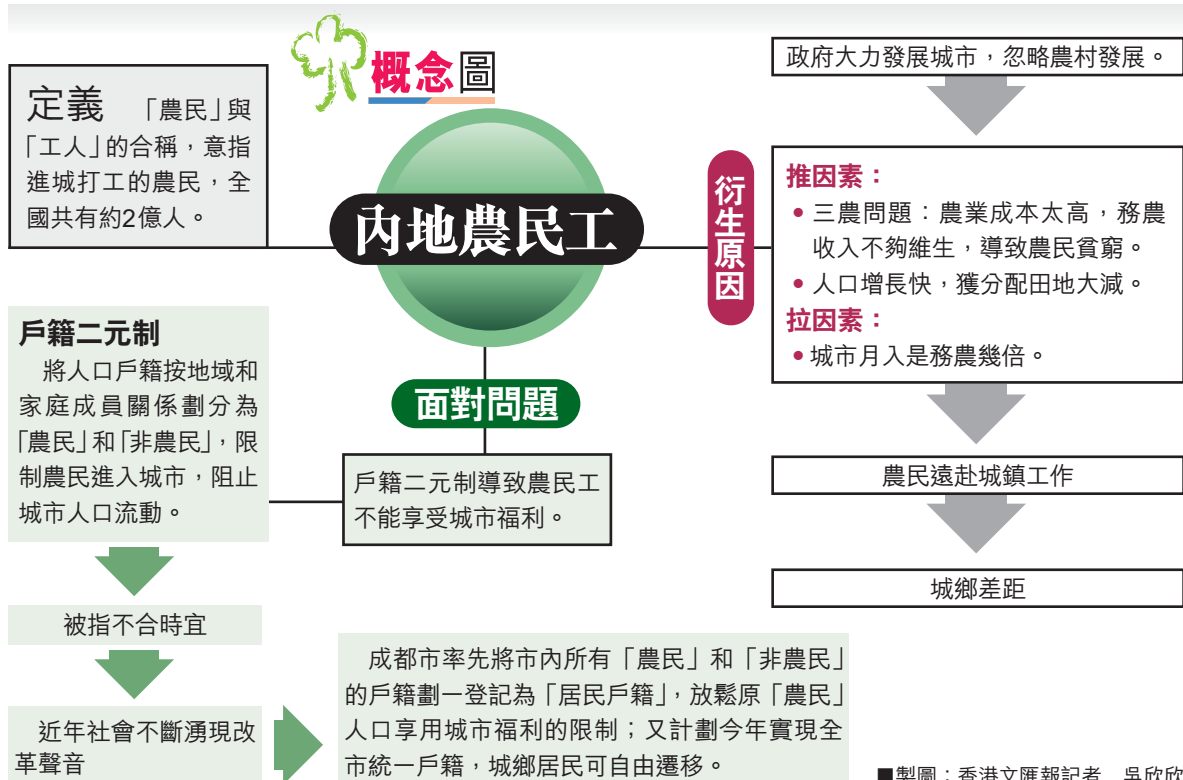 概念圖
定義 「農民」與
「工人」的合稱，意指
進城打工的農民，全
國共有約2億人。
內地農民工
衍生原因
政府大力發展城市，忽略農村發展。
推因素：
• 三農問題：農業成本太高，務農
收入不夠維生，導致農民貧窮。
• 人口增長快，獲分配田地大減。
拉因素：
• 城市月入是務農幾倍。
農民遠赴城鎮工作
城鄉差距
面對問題
戶籍二元制導致農民工
不能享受城市福利。
戶籍二元制
將人口戶籍按地域和
家庭成員關係劃分為
「農民」和「非農民」，限
制農民進入城市，阻止
城市人口流動。
被指不合時宜
近年社會不斷湧現改
革聲音
成都市率先將市內所有「農民」和「非農民」
的戶籍劃一登記為「居民戶籍」，放鬆原「農民」
人口享用城市福利的限制；又計劃今年實現全
市統一戶籍，城鄉居民可自由遷移。
■製圖：香港文匯報記者 吳欣欣